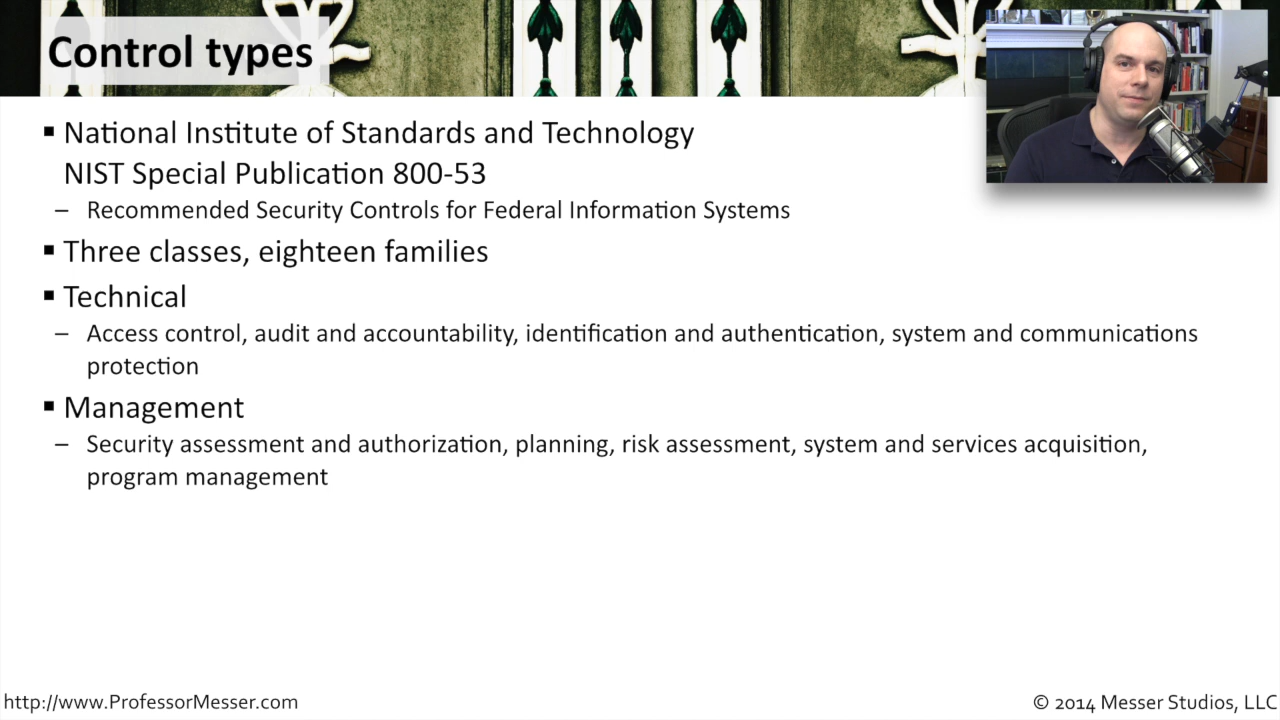 Control types
▪ National Institute of Standards and Technology
NIST Special Publication 800-53
– Recommended Security Controls for Federal Information Systems
▪ Three classes, eighteen families
▪ Technical
– Access control, audit and accountability, identification and authentication, system and communications
protection
▪ Management
– Security assessment and authorization, planning, risk assessment, system and services acquisition,
program management
http://www.ProfessorMesser.com
© 2014 Messer Studios, LLC